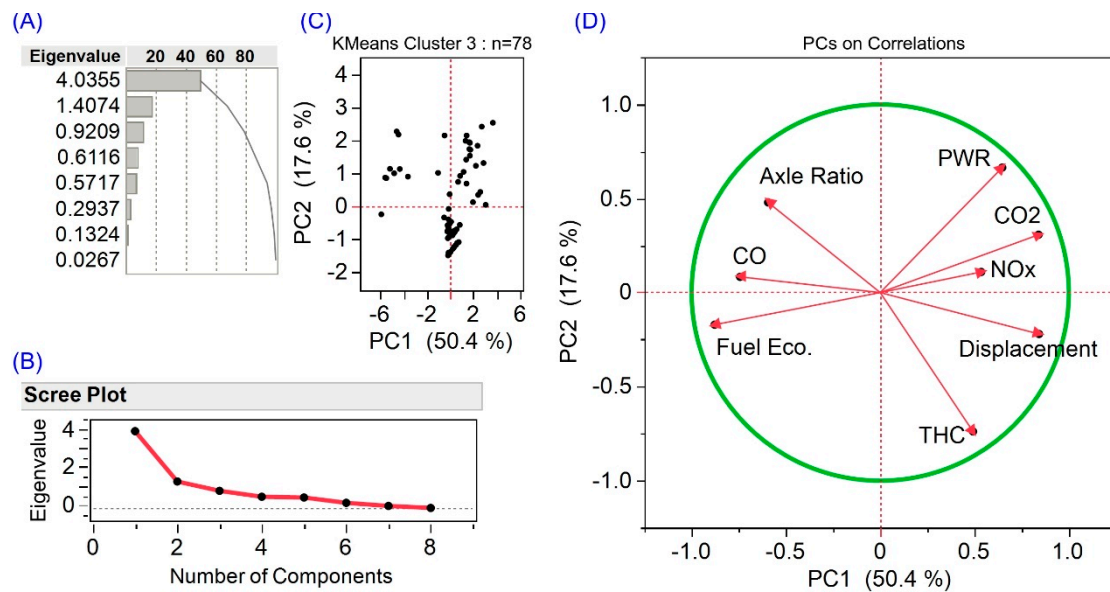 (A)
Eigenvalue 20 40 60 80
4.0355
1.4074
0.9209
0.6116
0.5717
0.2937
0.1324
0.0267
(B)
Scree Plot
Eigenvalue
4
2
0
0 2 4 6 8
Number of Components
(C)
KMeans Cluster 3 : n=78
PC2 (17.6 %)
4
3
2
1
0
-1
-2
-6 -2 0 2 4 6
PC1 (50.4 %)
(D)
PCs on Correlations
PC2 (17.6 %)
1.0
0.5
0
-0.5
-1.0
PWR
Axle Ratio
CO2
CO
NOx
Fuel Eco.
Displacement
THC
-1.0 -0.5 0 0.5 1.0
PC1 (50.4 %)